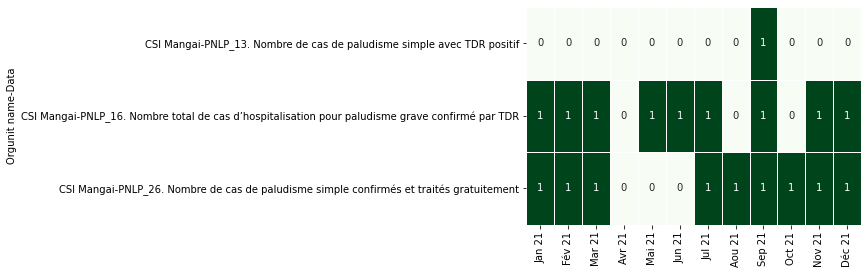 Orgunit name-Data
CSI Mangai-PNLP_13. Nombre de cas de paludisme simple avec TDR positif
0 0 0 0 0 0 0 0 1 0 0 0
CSI Mangai-PNLP_16. Nombre total de cas d’hospitalisation pour paludisme grave confirmé par TDR
1 1 1 0 1 1 1 0 1 0 1 1
CSI Mangai-PNLP_26. Nombre de cas de paludisme simple confirmés et traités gratuitement
1 1 1 0 0 0 1 1 1 1 1 1
Jan 21
Fév 21
Mar 21
Avr 21
Mai 21
Jun 21
Jul 21
Aou 21
Sep 21
Oct 21
Nov 21
Déc 21